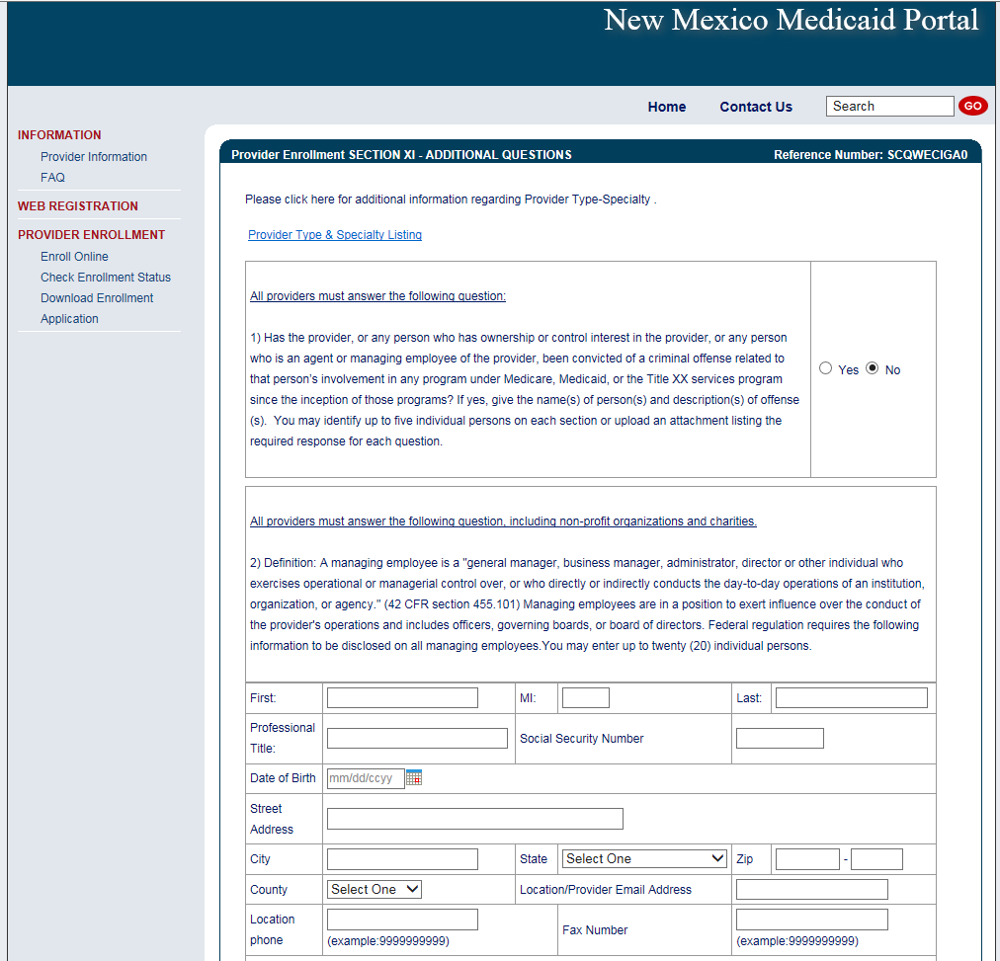 New Mexico Medicaid Portal
Home Contact Us Search GO
INFORMATION
Provider Information
FAQ
WEB REGISTRATION
PROVIDER ENROLLMENT
Enroll Online
Check Enrollment Status
Download Enrollment
Application
Provider Enrollment SECTION XI - ADDITIONAL QUESTIONS Reference Number: SCQWECIGA0
Please click here for additional information regarding Provider Type-Specialty .
Provider Type & Specialty Listing
All providers must answer the following question:
1) Has the provider, or any person who has ownership or control interest in the provider, or any person
who is an agent or managing employee of the provider, been convicted of a criminal offense related to
that person's involvement in any program under Medicare, Medicaid, or the Title XX services program
since the inception of those programs? If yes, give the name(s) of person(s) and description(s) of offense
(s). You may identify up to five individual persons on each section or upload an attachment listing the
required response for each question.
Yes No
All providers must answer the following question, including non-profit organizations and charities.
2) Definition: A managing employee is a "general manager, business manager, administrator, director or other individual who
exercises operational or managerial control over, or who directly or indirectly conducts the day-to-day operations of an institution,
organization, or agency." (42 CFR section 455.101) Managing employees are in a position to exert influence over the conduct of
the provider's operations and includes officers, governing boards, or board of directors. Federal regulation requires the following
information to be disclosed on all managing employees.You may enter up to twenty (20) individual persons.
First: MI: Last:
Professional
Title:
Social Security Number
Date of Birth mm/dd/ccyy
Street
Address
City State Select One Zip -
County Select One Location/Provider Email Address
Location
phone
(example:9999999999)
Fax Number
(example:9999999999)